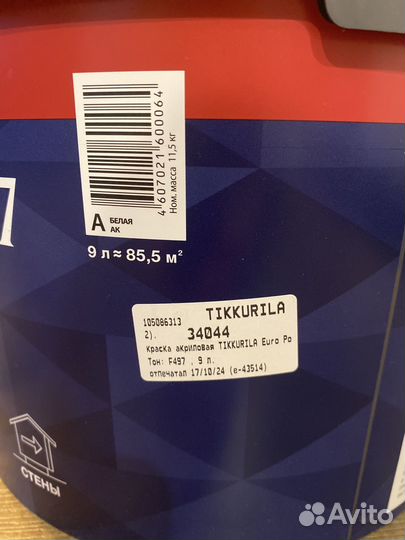 4607021600064
Ном. масса 11,5 кг
А БЕЛАЯ
АК
9 л ≈ 85,5 м²
7
TIKKURILA
105086313
2). 34044
Краска акриловая TIKKURILA Euro Po
Тон: F497 , 9 л.
отпечатал 17/10/24 (e-43514)
СТЕНЫ
Avito